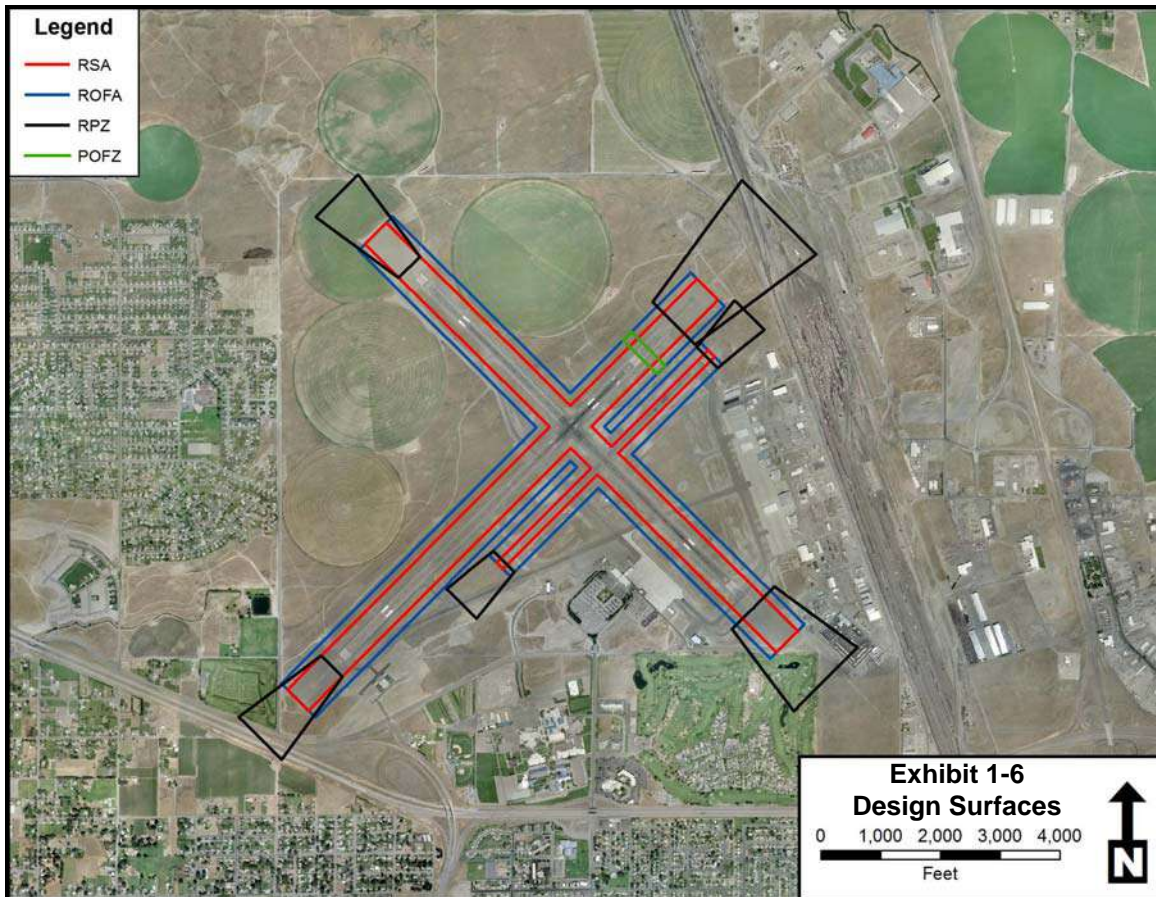 Legend
RSA
ROFA
RPZ
POFZ
Exhibit 1-6
Design Surfaces
0 1,000 2,000 3,000 4,000
Feet
N